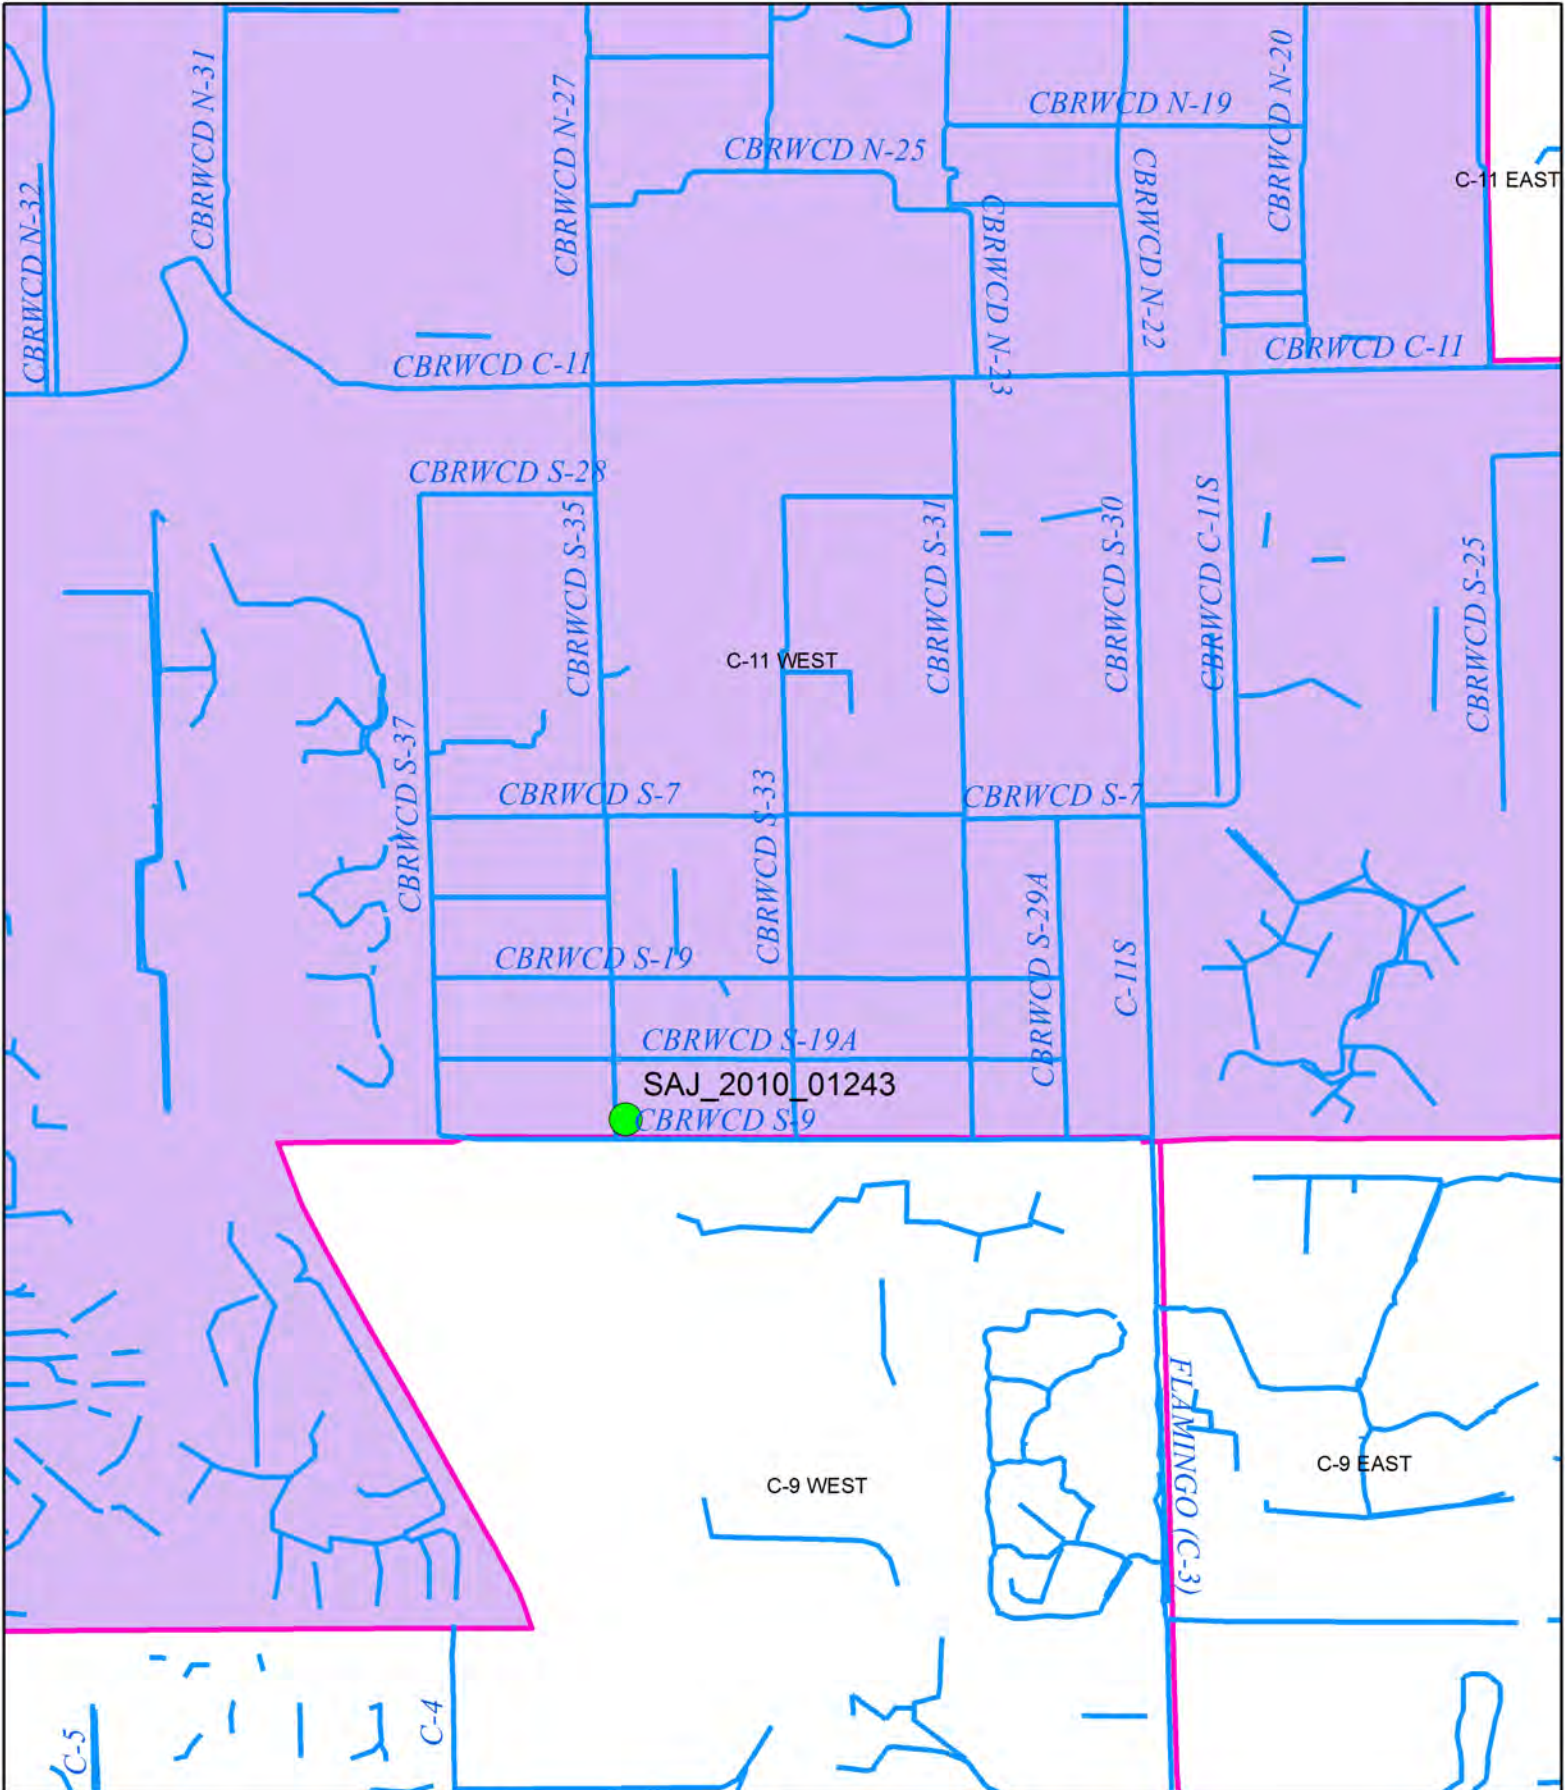 CBRWCD N-20
CBRWCD N-31
CBRWCD N-27
CBRWCD N-19
CBRWCD N-25
CBRWCD N-22
C-11 EAST
CBRWCD N-32
CBRWCD N-23
CBRWCD C-11
CBRWCD C-11
CBRWCD S-28
CBRWCD S-35
CBRWCD S-31
CBRWCD S-30
CBRWCD C-11S
CBRWCD S-25
C-11 WEST
CBRWCD S-37
CBRWCD S-7
CBRWCD S-33
CBRWCD S-7
CBRWCD S-29A
CBRWCD S-19
C-11S
CBRWCD S-19A
SAJ_2010_01243
CBRWCD S-9
FLAMINGO (C-3)
C-9 EAST
C-9 WEST
C-4
C-5